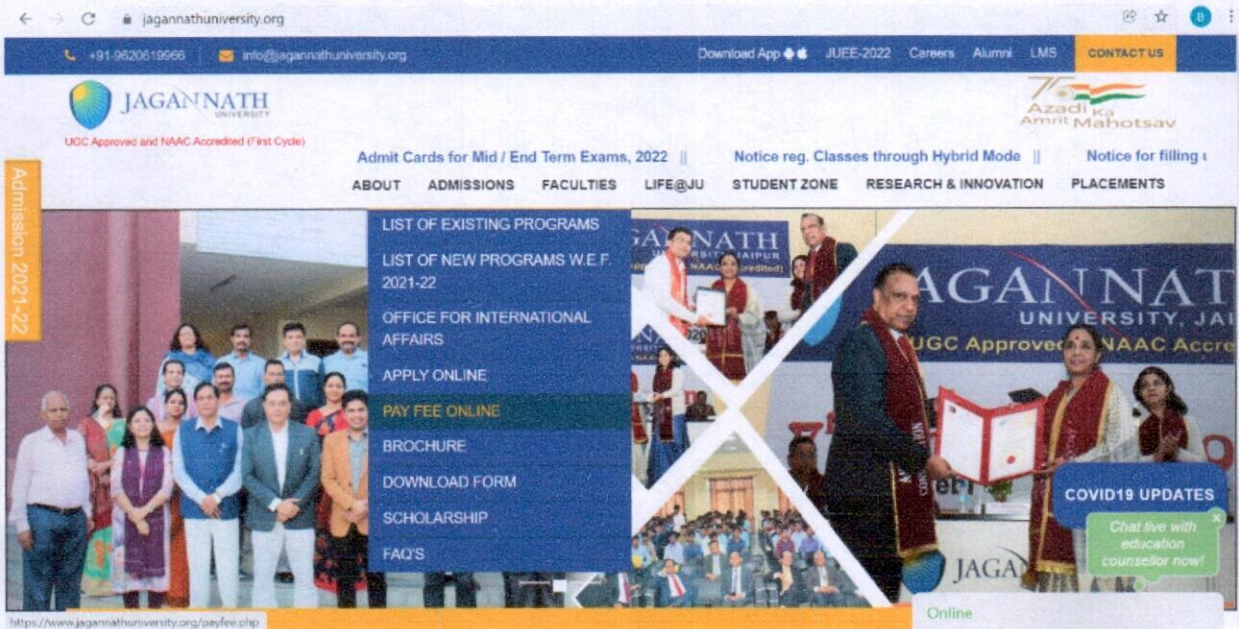 jagannathuniversity.org
+91-9620619966
info@jagannathuniversity.org
Download App
JUEE-2022
Careers
Alumni
LMS
CONTACT US
JAGANNATH
UNIVERSITY
UGC Approved and NAAC Accredited (First Cycle)
Azadi Ka
Amrit Mahotsav
Admit Cards for Mid / End Term Exams, 2022 ||
Notice reg. Classes through Hybrid Mode ||
Notice for filling
ABOUT
ADMISSIONS
FACULTIES
LIFE@JU
STUDENT ZONE
RESEARCH & INNOVATION
PLACEMENTS
Admission 2021-22
LIST OF EXISTING PROGRAMS
LIST OF NEW PROGRAMS W.E.F.
2021-22
OFFICE FOR INTERNATIONAL
AFFAIRS
APPLY ONLINE
PAY FEE ONLINE
BROCHURE
DOWNLOAD FORM
SCHOLARSHIP
FAQ'S
GANNATH
AGANNAT
UNIVERSITY, JAI
UGC Approved NAAC Accre
COVID19 UPDATES
Chat live with
education
counsellor now!
JAGA
Online
https://www.jagannathuniversity.org/payfee.php